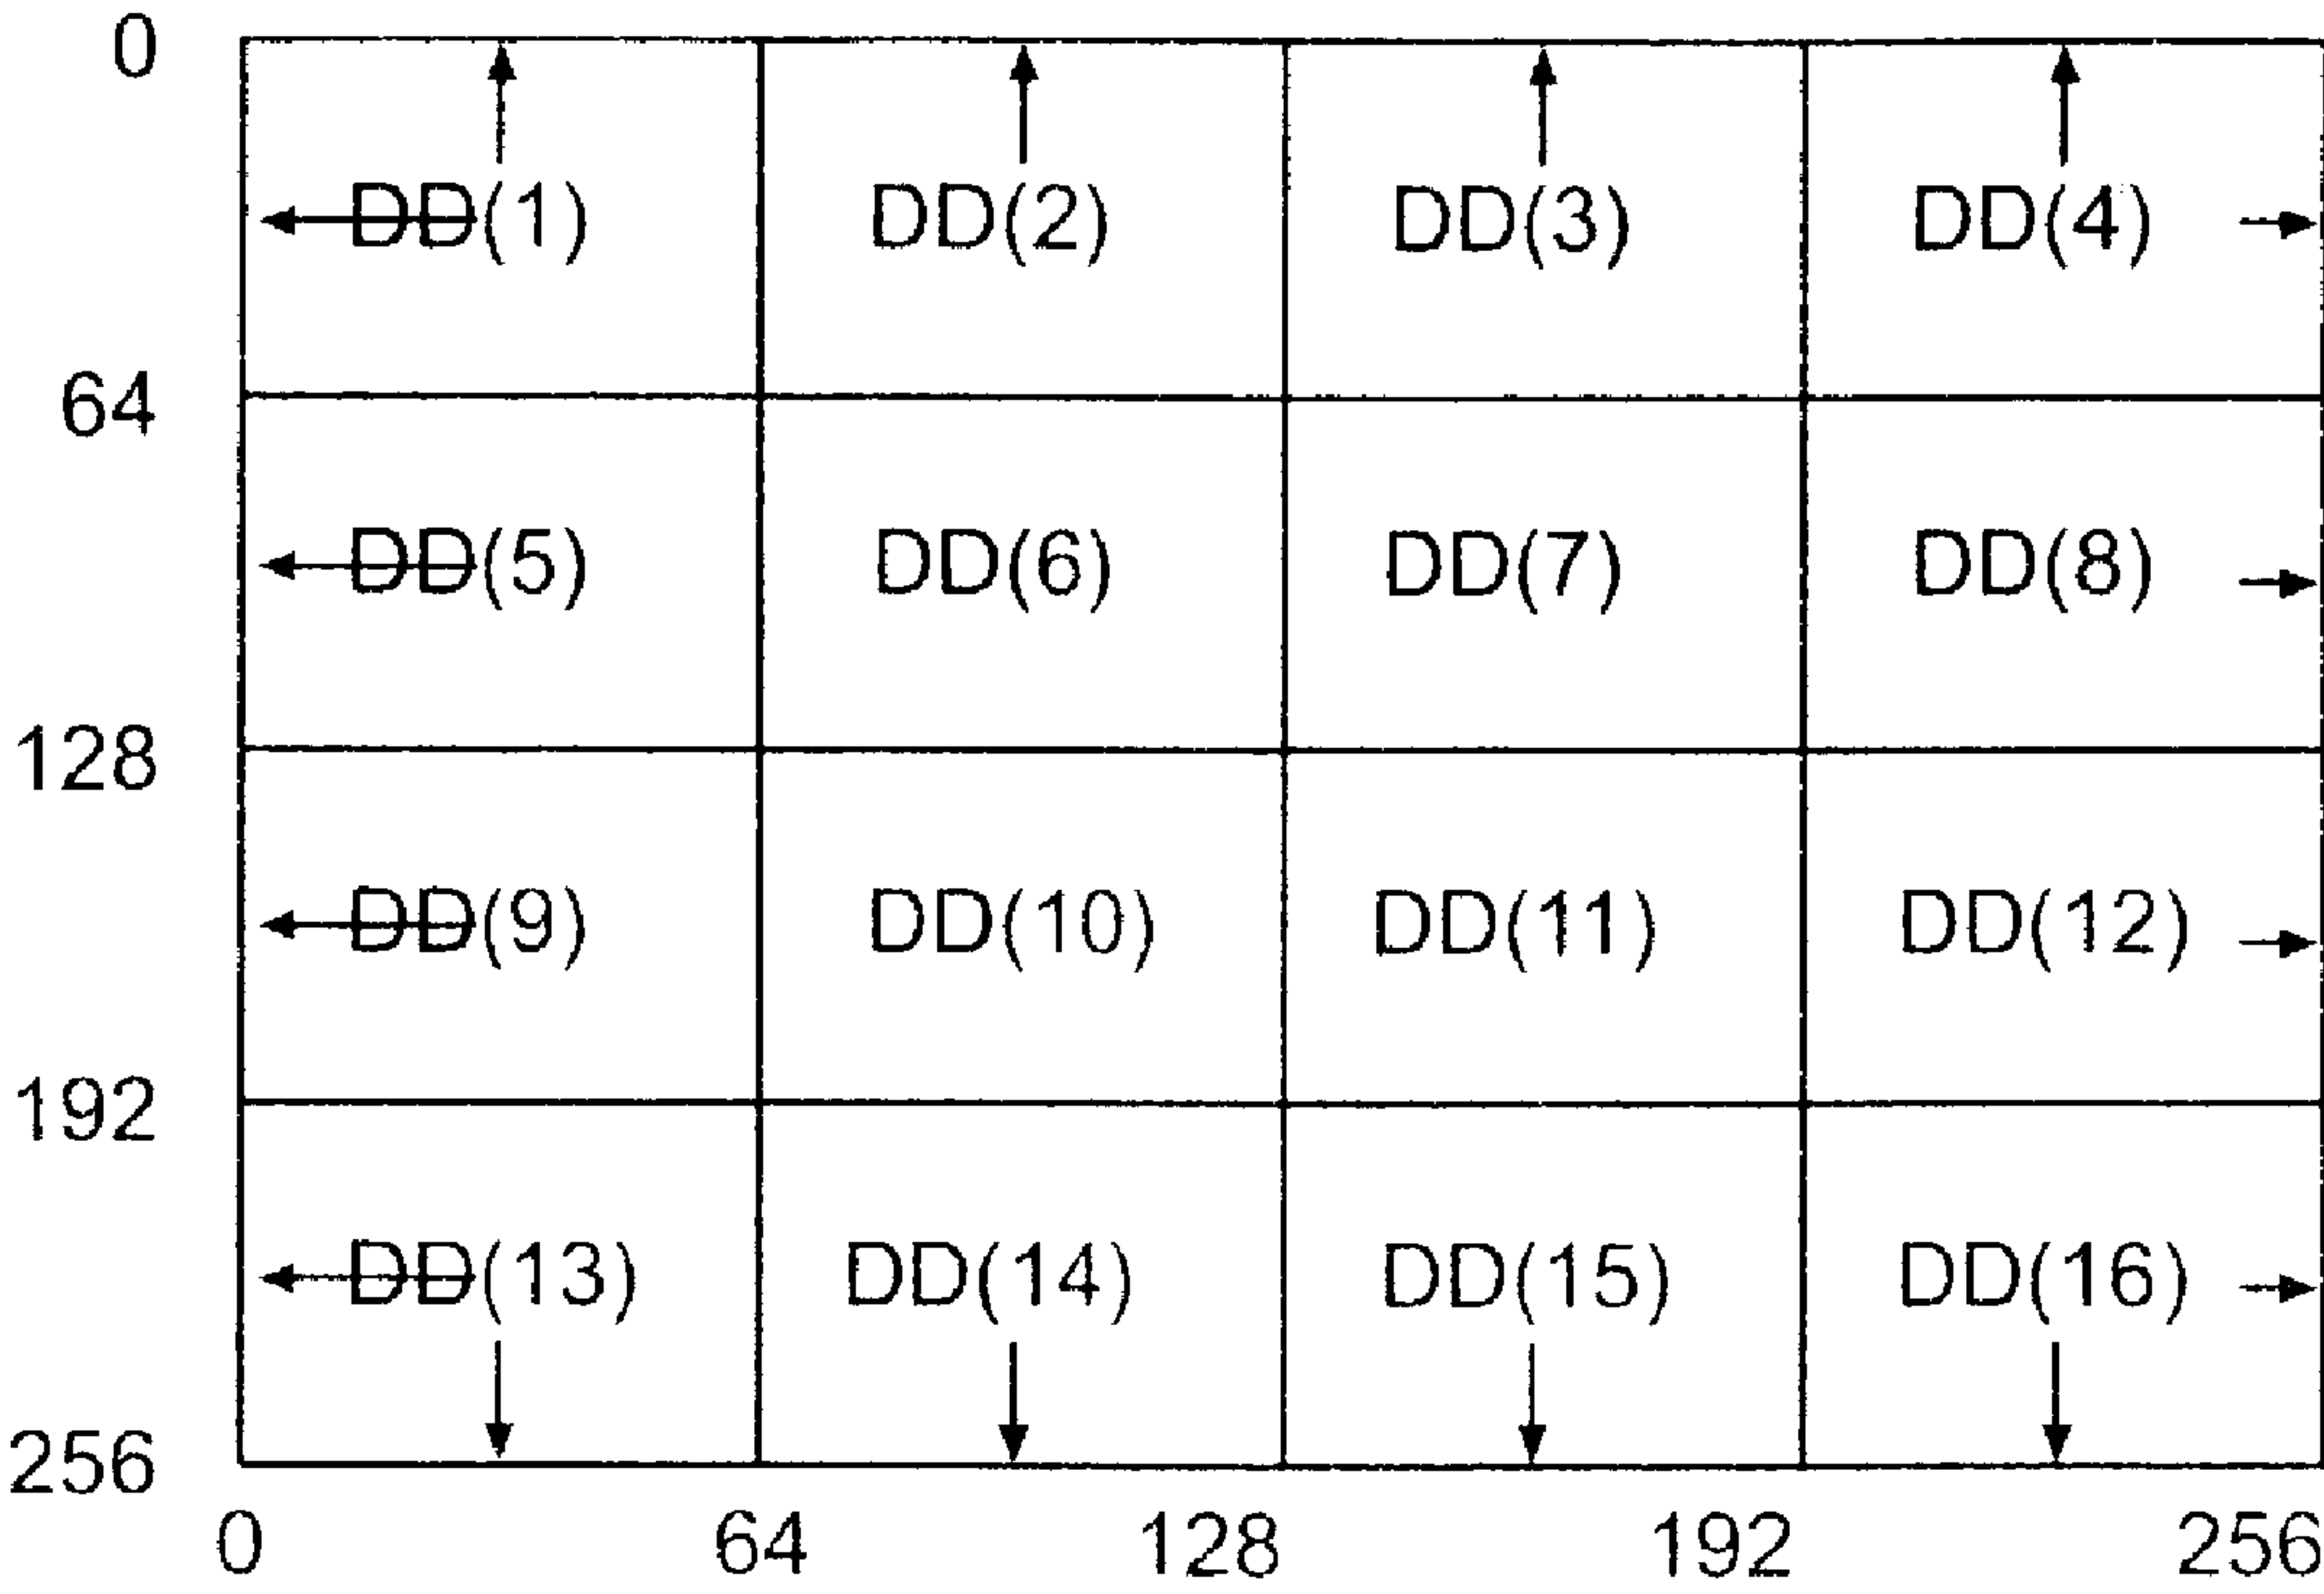 0
DD(1) DD(2) DD(3) DD(4)
64
DD(5) DD(6) DD(7) DD(8)
128
DD(9) DD(10) DD(11) DD(12)
192
DD(13) DD(14) DD(15) DD(16)
256
0 64 128 192 256